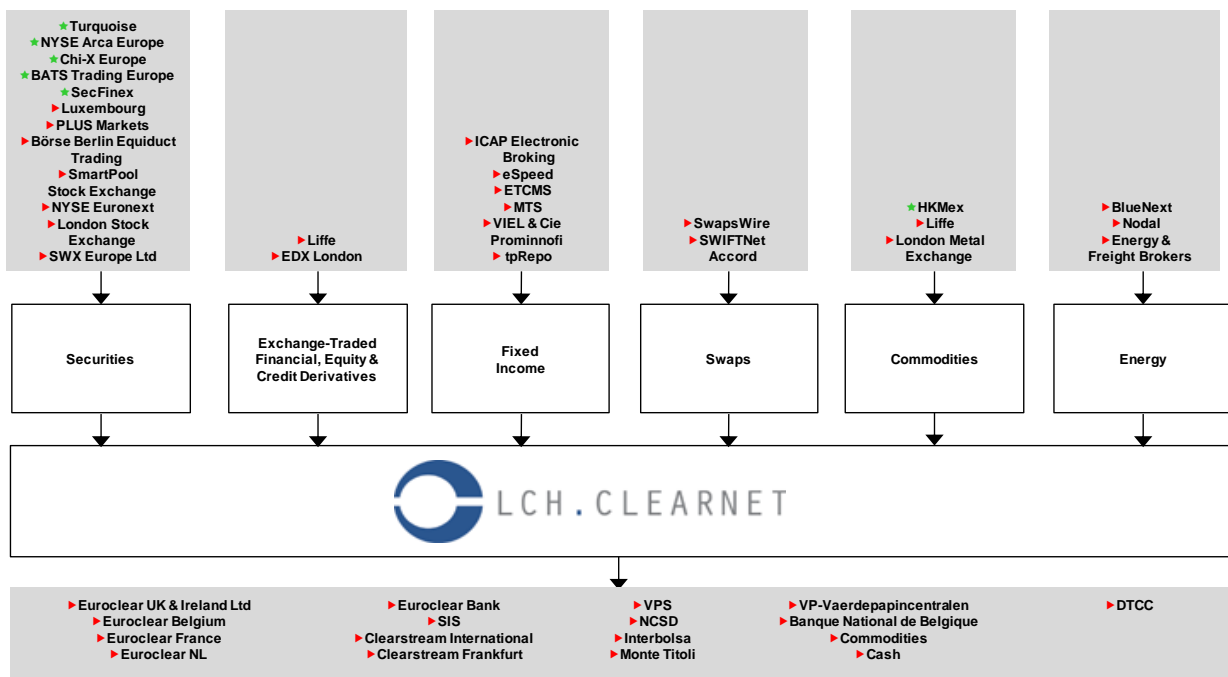 Turquoise
NYSE Arca Europe
Chi-X Europe
BATS Trading Europe
SecFinex
Luxembourg
PLUS Markets
Börse Berlin Equiduct
Trading
SmartPool
Stock Exchange
NYSE Euronext
London Stock
Exchange
SWX Europe Ltd
Liffe
EDX London
ICAP Electronic
Broking
eSpeed
ETCMS
MTS
VIEL & Cie
Prominnofi
tpRepo
SwapsWire
SWIFTNet
Accord
HKMex
Liffe
London Metal
Exchange
BlueNext
Nodal
Energy &
Freight Brokers
Securities
Exchange-Traded
Financial, Equity &
Credit Derivatives
Fixed
Income
Swaps
Commodities
Energy
LCH.CLEARNET
Euroclear UK & Ireland Ltd
Euroclear Belgium
Euroclear France
Euroclear NL
Euroclear Bank
SIS
Clearstream International
Clearstream Frankfurt
VPS
NCSD
Interbolsa
Monte Titoli
VP-Vaerdepapincentralen
Banque National de Belgique
Commodities
Cash
DTCC